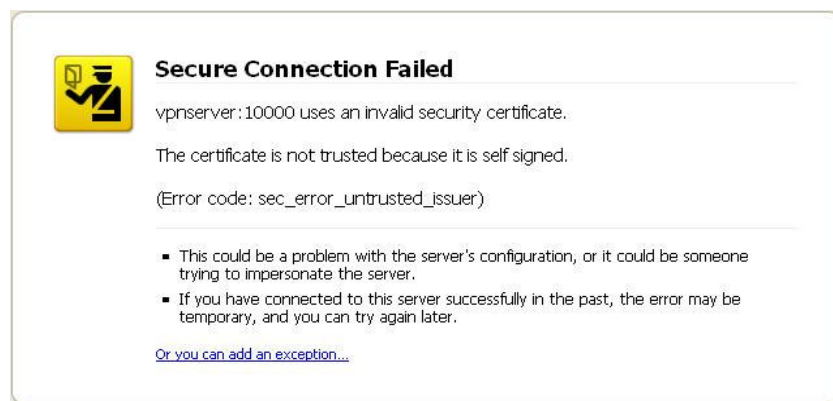 Secure Connection Failed
vpnserver:10000 uses an invalid security certificate.
The certificate is not trusted because it is self signed.
(Error code: sec_error_untrusted_issuer)
▪ This could be a problem with the server's configuration, or it could be someone
trying to impersonate the server.
▪ If you have connected to this server successfully in the past, the error may be
temporary, and you can try again later.
Or you can add an exception...